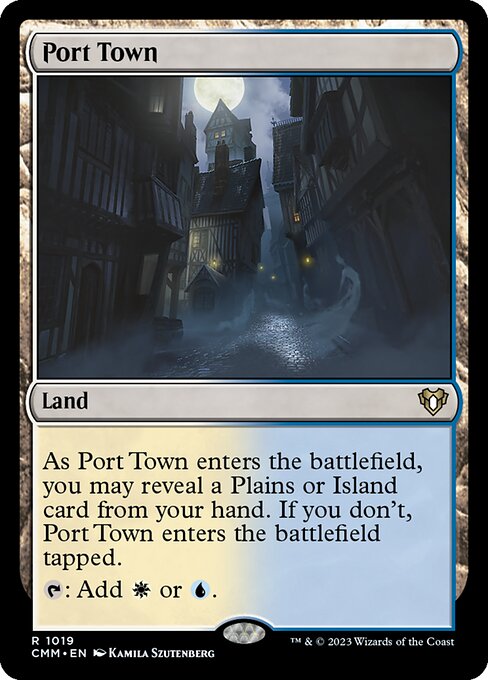 Port Town
Land
As Port Town enters the battlefield,
you may reveal a Plains or Island
card from your hand. If you don't,
Port Town enters the battlefield
tapped.
: Add or .
R 1019
CMM • EN Kamila Szutenberg
™ & © 2023 Wizards of the Coast